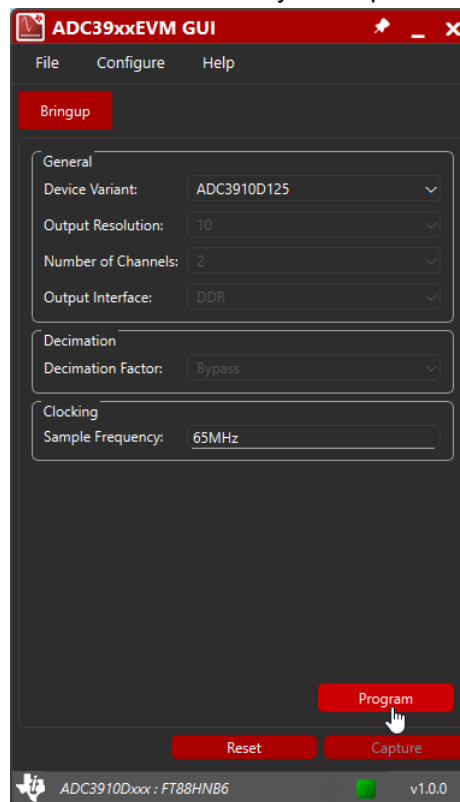 ADC39xxEVM GUI
File Configure Help
Bringup
General
Device Variant: ADC3910D125
Output Resolution: 10
Number of Channels: 2
Output Interface: DDR
Decimation
Decimation Factor: Bypass
Clocking
Sample Frequency: 65MHz
Program
Reset Capture
ADC3910Dxxx : FT88HNB6 v1.0.0